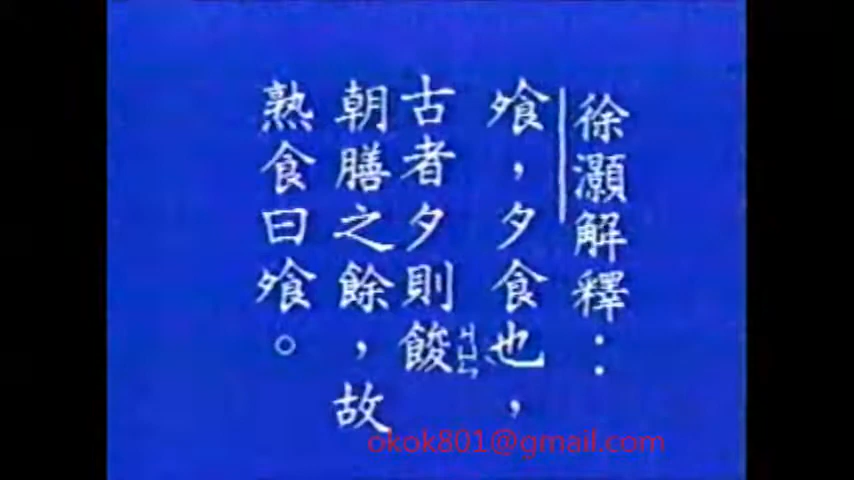 徐灝解釋：
飧，夕食也，
古者夕則餕
朝膳之餘，故
熟食曰飧。
okok801@gmail.com